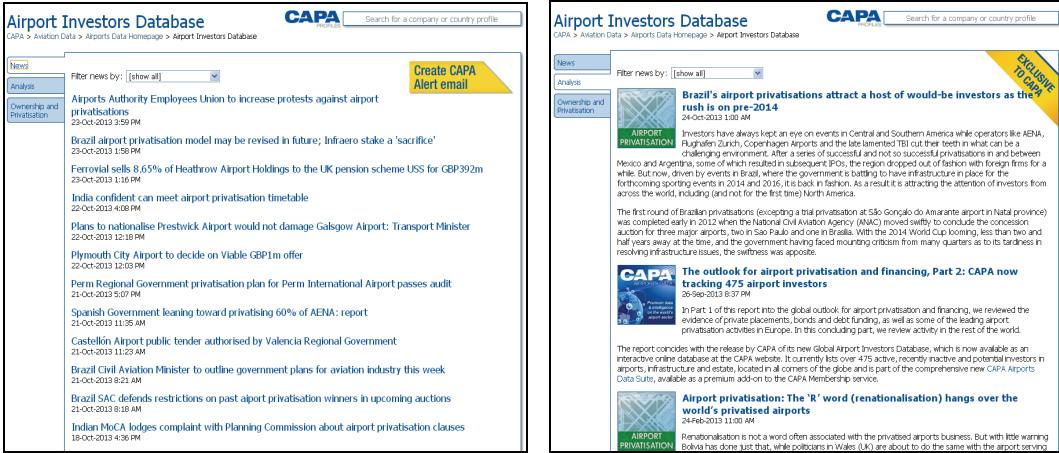 Airport Investors Database
CAPA PROFILES
Search for a company or country profile
CAPA > Aviation Data > Airports Data Homepage > Airport Investors Database
News
Analysis
Ownership and
Privatisation
Filter news by: [show all]
Create CAPA
Alert email
Airports Authority Employees Union to increase protests against airport
privatisations
23-Oct-2013 3:59 PM
Brazil airport privatisation model may be revised in future; Infraero stake a 'sacrifice'
23-Oct-2013 1:58 PM
Ferrovial sells 8.65% of Heathrow Airport Holdings to the UK pension scheme USS for GBP392m
23-Oct-2013 1:16 PM
India confident can meet airport privatisation timetable
22-Oct-2013 4:08 PM
Plans to nationalise Prestwick Airport would not damage Galsgow Airport: Transport Minister
22-Oct-2013 12:18 PM
Plymouth City Airport to decide on Viable GBP1m offer
22-Oct-2013 12:03 PM
Perm Regional Government privatisation plan for Perm International Airport passes audit
21-Oct-2013 5:07 PM
Spanish Government leaning toward privatising 60% of AENA: report
21-Oct-2013 11:35 AM
Castellón Airport public tender authorised by Valencia Regional Government
21-Oct-2013 11:23 AM
Brazil Civil Aviation Minister to outline government plans for aviation industry this week
21-Oct-2013 8:21 AM
Brazil SAC defends restrictions on past aiport privatisation winners in upcoming auctions
21-Oct-2013 8:18 AM
Indian MoCA lodges complaint with Planning Commission about airport privatisation clauses
18-Oct-2013 4:36 PM
Airport Investors Database
CAPA PROFILES
Search for a company or country profile
CAPA > Aviation Data > Airports Data Homepage > Airport Investors Database
News
Analysis
Ownership and
Privatisation
Filter news by: [show all]
EXCLUSIVE
TO CAPA
AIRPORT
PRIVATISATION
Brazil's airport privatisations attract a host of would-be investors as the
rush is on pre-2014
24-Oct-2013 1:00 AM
Investors have always kept an eye on events in Central and Southern America while operators like AENA,
Flughafen Zurich, Copenhagen Airports and the late lamented TBI cut their teeth in what can be a
challenging environment. After a series of successful and not so successful privatisations in and between
Mexico and Argentina, some of which resulted in subsequent IPOs, the region dropped out of fashion with foreign firms for a
while. But now, driven by events in Brazil, where the government is battling to have infrastructure in place for the
forthcoming sporting events in 2014 and 2016, it is back in fashion. As a result it is attracting the attention of investors from
across the world, including (and not for the first time) North America.
The first round of Brazilian privatisations (excepting a trial privatisation at São Gonçalo do Amarante airport in Natal province)
was completed early in 2012 when the National Civil Aviation Agency (ANAC) moved swiftly to conclude the concession
auction for three major airports, two in Sao Paulo and one in Brasilia. With the 2014 World Cup looming, less than two and
half years away at the time, and the government having faced mounting criticism from many quarters as to its tardiness in
resolving infrastructure issues, the swiftness was apposite.
CAPA
Premium data
& intelligence
on the world's
airport sector
The outlook for airport privatisation and financing, Part 2: CAPA now
tracking 475 airport investors
26-Sep-2013 8:37 PM
In Part 1 of this report into the global outlook for airport privatisation and financing, we reviewed the
evidence of private placements, bonds and debt funding, as well as some of the leading airport
privatisation activities in Europe. In this concluding part, we review activity in the rest of the world.
The report coincides with the release by CAPA of its new Global Airport Investors Database, which is now available as an
interactive online database at the CAPA website. It currently lists over 475 active, recently inactive and potential investors in
airports, infrastructure and estate, located in all corners of the globe and is part of the comprehensive new CAPA Airports
Data Suite, available as a premium add-on to the CAPA Membership service.
AIRPORT
PRIVATISATION
Airport privatisation: The 'R' word (renationalisation) hangs over the
world's privatised airports
24-Feb-2013 11:00 AM
Renationalisation is not a word often associated with the privatised airports business. But with little warning
Bolivia has done just that, while politicians in Wales (UK) are about to do the same with the airport serving